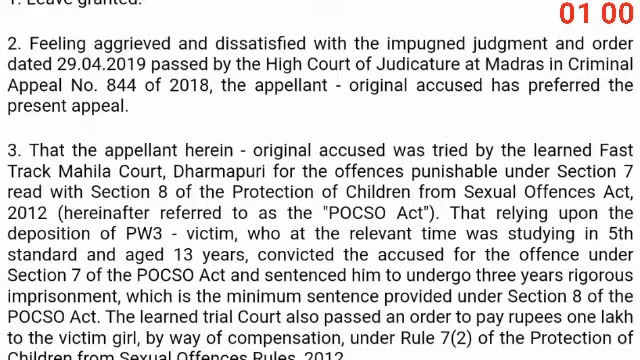 1. Leave granted.
01 00
2. Feeling aggrieved and dissatisfied with the impugned judgment and order
dated 29.04.2019 passed by the High Court of Judicature at Madras in Criminal
Appeal No. 844 of 2018, the appellant - original accused has preferred the
present appeal.
3. That the appellant herein - original accused was tried by the learned Fast
Track Mahila Court, Dharmapuri for the offences punishable under Section 7
read with Section 8 of the Protection of Children from Sexual Offences Act,
2012 (hereinafter referred to as the "POCSO Act"). That relying upon the
deposition of PW3 - victim, who at the relevant time was studying in 5th
standard and aged 13 years, convicted the accused for the offence under
Section 7 of the POCSO Act and sentenced him to undergo three years rigorous
imprisonment, which is the minimum sentence provided under Section 8 of the
POCSO Act. The learned trial Court also passed an order to pay rupees one lakh
to the victim girl, by way of compensation, under Rule 7(2) of the Protection of
Children from Sexual Offences Rules, 2012.